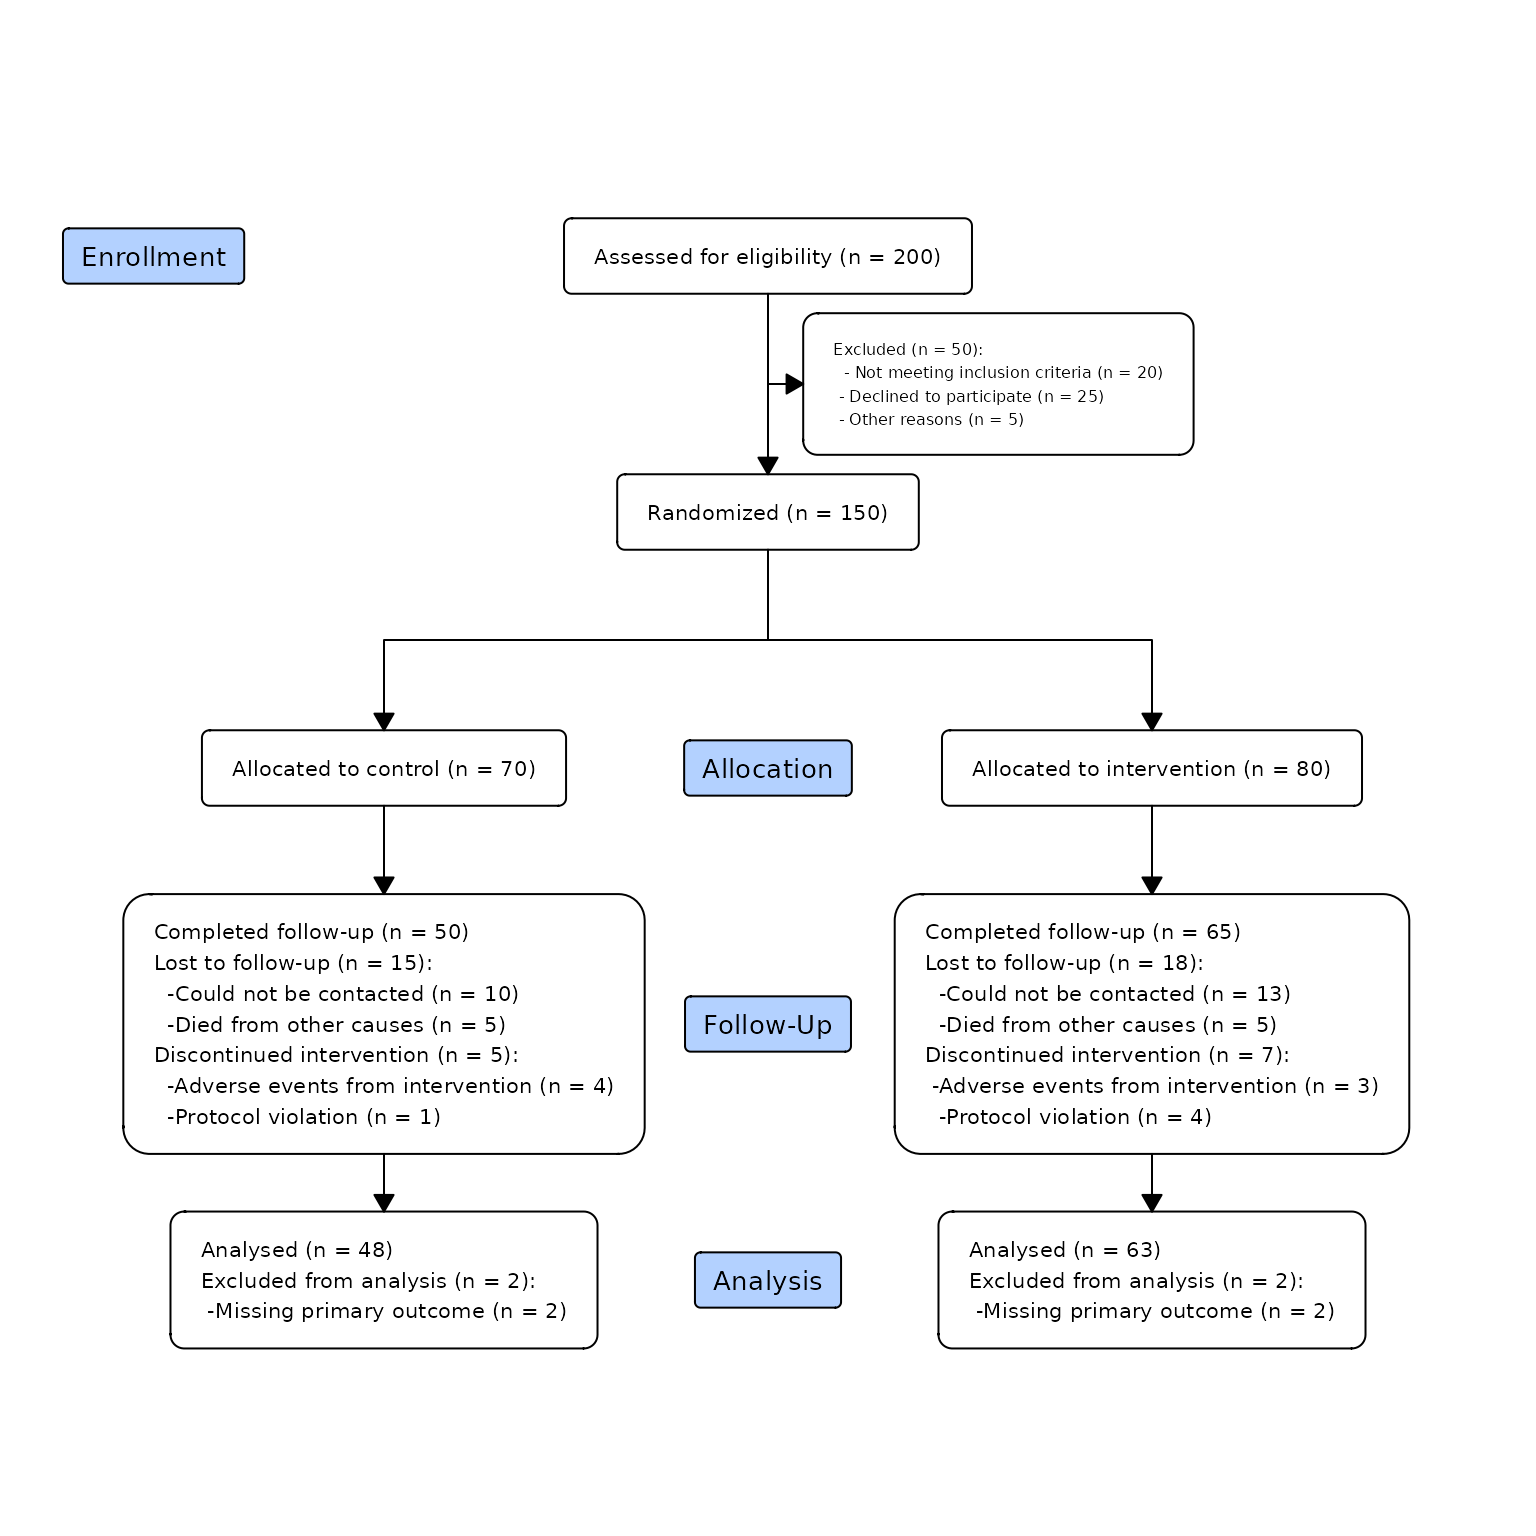 Enrollment
Assessed for eligibility (n = 200)
Excluded (n = 50):
- Not meeting inclusion criteria (n = 20)
- Declined to participate (n = 25)
- Other reasons (n = 5)
Randomized (n = 150)
Allocated to control (n = 70)
Allocation
Allocated to intervention (n = 80)
Completed follow-up (n = 50)
Lost to follow-up (n = 15):
-Could not be contacted (n = 10)
-Died from other causes (n = 5)
Discontinued intervention (n = 5):
-Adverse events from intervention (n = 4)
-Protocol violation (n = 1)
Follow-Up
Completed follow-up (n = 65)
Lost to follow-up (n = 18):
-Could not be contacted (n = 13)
-Died from other causes (n = 5)
Discontinued intervention (n = 7):
-Adverse events from intervention (n = 3)
-Protocol violation (n = 4)
Analysed (n = 48)
Excluded from analysis (n = 2):
-Missing primary outcome (n = 2)
Analysis
Analysed (n = 63)
Excluded from analysis (n = 2):
-Missing primary outcome (n = 2)